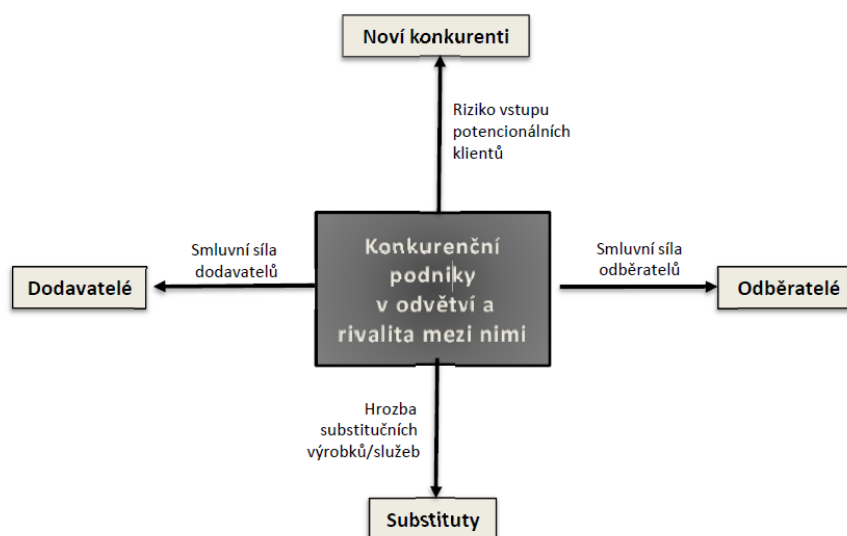 Noví konkurenti
Riziko vstupu
potencionálních
klientů
Smluvní síla
dodavatelů
Konkurenční
podniky
v odvětví a
rivalita mezi nimi
Smluvní síla
odběratelů
Dodavatelé
Odběratelé
Hrozba
substitučních
výrobků/služeb
Substituty